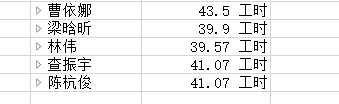 曹依娜 43.5 工时
梁晗昕 39.9 工时
林伟 39.57 工时
查振宇 41.07 工时
陈杭俊 41.07 工时